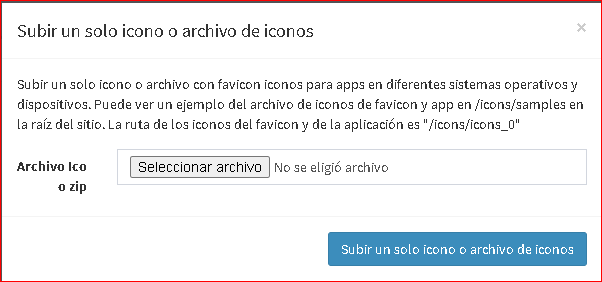 Subir un solo icono o archivo de iconos ×
Subir un solo icono o archivo con favicon iconos para apps en diferentes sistemas operativos y
dispositivos. Puede ver un ejemplo del archivo de iconos de favicon y app en /icons/samples en
la raíz del sitio. La ruta de los iconos del favicon y de la aplicación es "/icons/icons_0"
Archivo Ico
o zip
Seleccionar archivo No se eligió archivo
Subir un solo icono o archivo de iconos